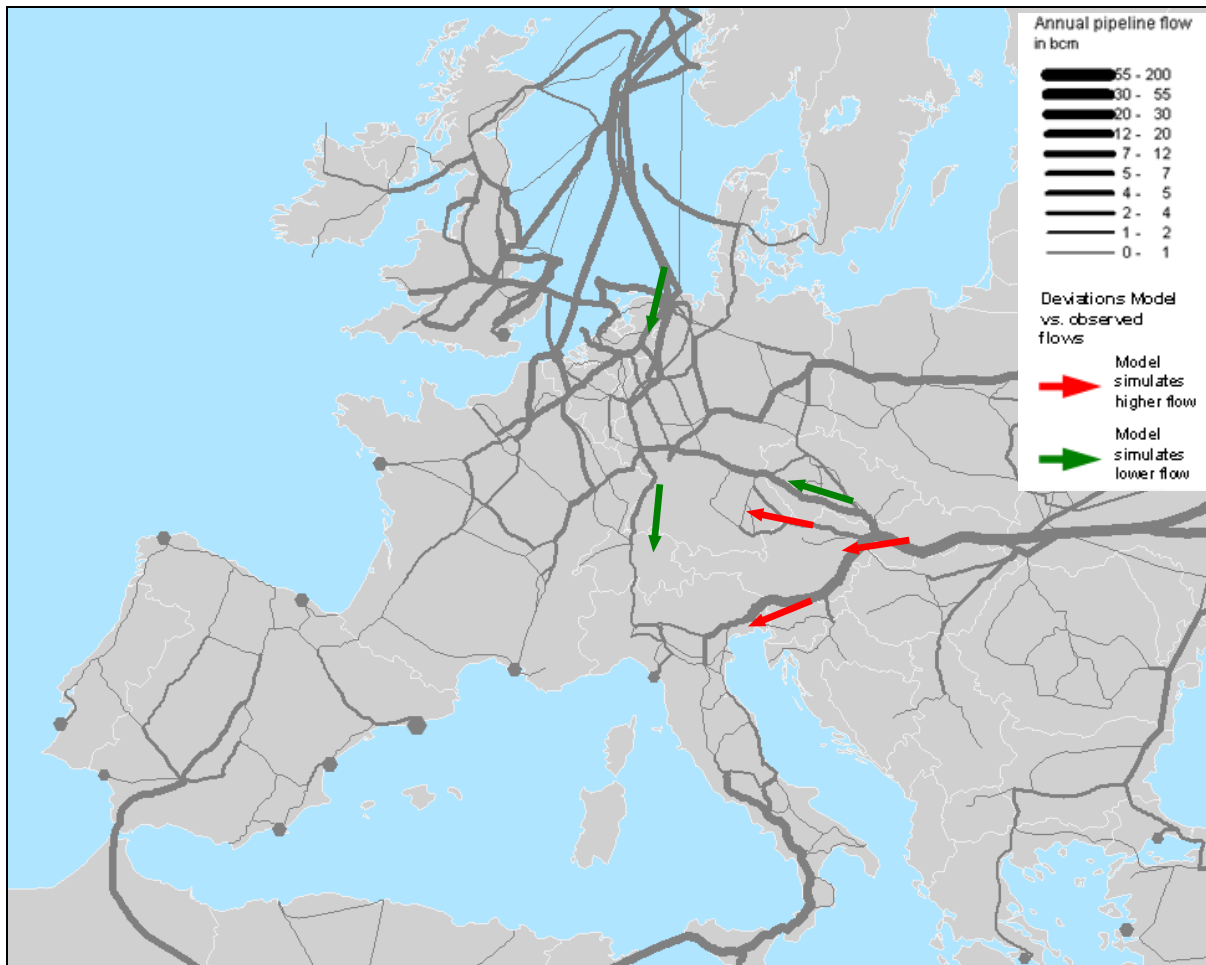 Annual pipeline flow
in bcm
55 - 200
30 - 55
20 - 30
12 - 20
7 - 12
5 - 7
4 - 5
2 - 4
1 - 2
0 - 1
Deviations Model
vs. observed
flows
Model
simulates
higher flow
Model
simulates
lower flow